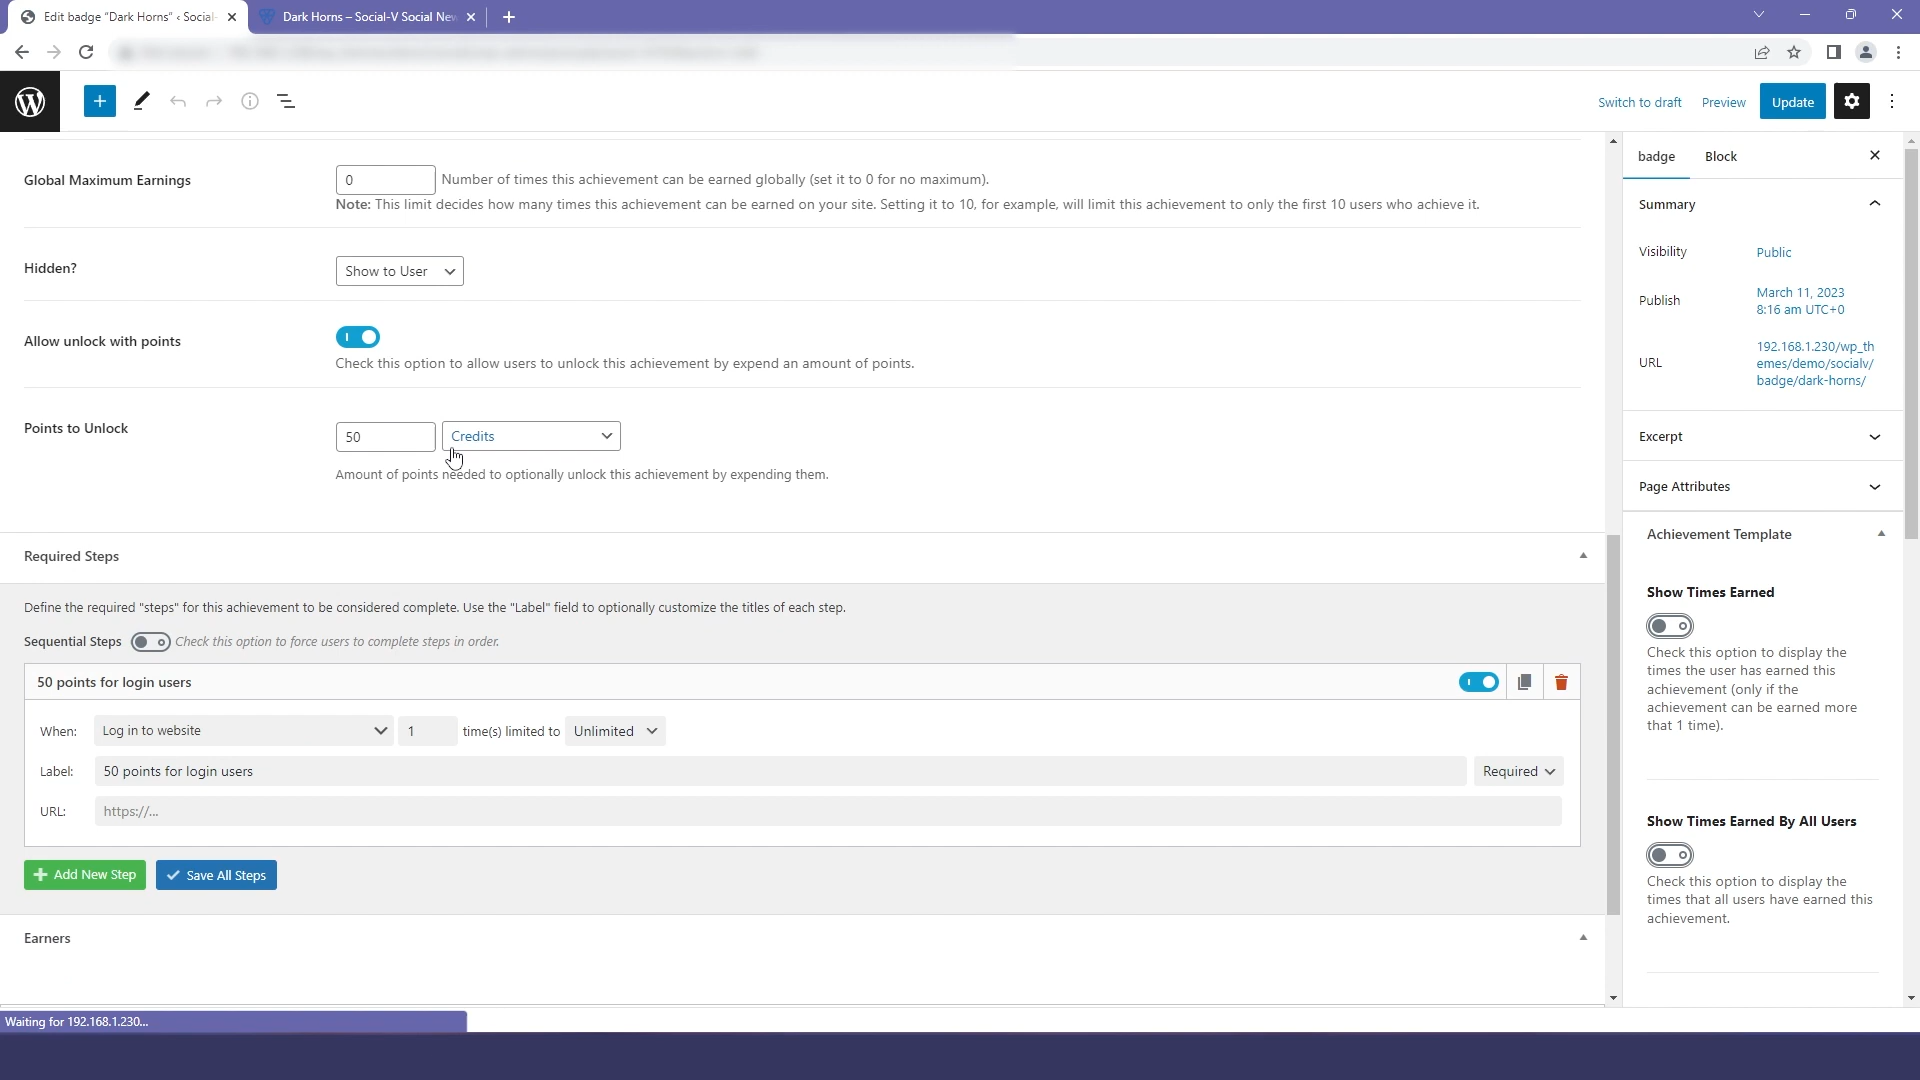 Edit badge "Dark Horns" ‹ Social-
Dark Horns – Social-V Social New
Switch to draft
Preview
Update
Global Maximum Earnings
0
Number of times this achievement can be earned globally (set it to 0 for no maximum).
Note: This limit decides how many times this achievement can be earned on your site. Setting it to 10, for example, will limit this achievement to only the first 10 users who achieve it.
Hidden?
Show to User
Allow unlock with points
Check this option to allow users to unlock this achievement by expend an amount of points.
Points to Unlock
50
Credits
Amount of points needed to optionally unlock this achievement by expending them.
Required Steps
Define the required "steps" for this achievement to be considered complete. Use the "Label" field to optionally customize the titles of each step.
Sequential Steps
Check this option to force users to complete steps in order.
50 points for login users
When:
Log in to website
1
time(s) limited to
Unlimited
Label:
50 points for login users
Required
URL:
https://...
Add New Step
Save All Steps
Earners
badge
Block
Summary
Visibility
Public
Publish
March 11, 2023
8:16 am UTC+0
URL
192.168.1.230/wp_th
emes/demo/socialv/
badge/dark-horns/
Excerpt
Page Attributes
Achievement Template
Show Times Earned
Check this option to display the
times the user has earned this
achievement (only if the
achievement can be earned more
that 1 time).
Show Times Earned By All Users
Check this option to display the
times that all users have earned this
achievement.
Waiting for 192.168.1.230...